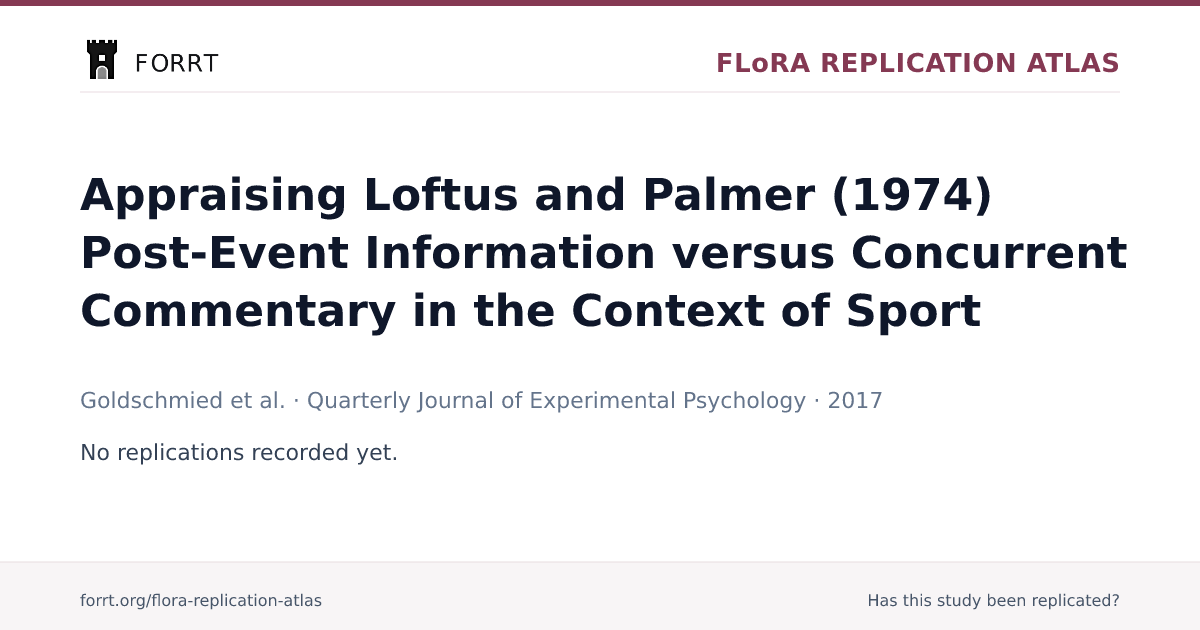 FORRT
FLoRA REPLICATION ATLAS
Appraising Loftus and Palmer (1974)
Post-Event Information versus Concurrent
Commentary in the Context of Sport
Goldschmied et al. · Quarterly Journal of Experimental Psychology · 2017
No replications recorded yet.
forrt.org/flora-replication-atlas
Has this study been replicated?